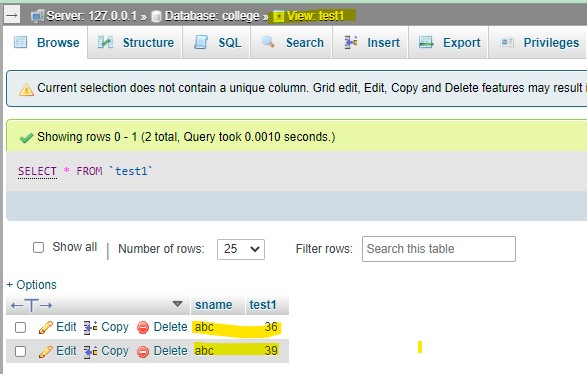 Server: 127.0.0.1 » Database: college » View: test1
Browse Structure SQL Search Insert Export Privileges
Current selection does not contain a unique column. Grid edit, Edit, Copy and Delete features may result
Showing rows 0 - 1 (2 total, Query took 0.0010 seconds.)
SELECT * FROM `test1`
Show all | Number of rows: 25 Filter rows: Search this table
+ Options
←T→ sname test1
Edit Copy Delete abc 36
Edit Copy Delete abc 39